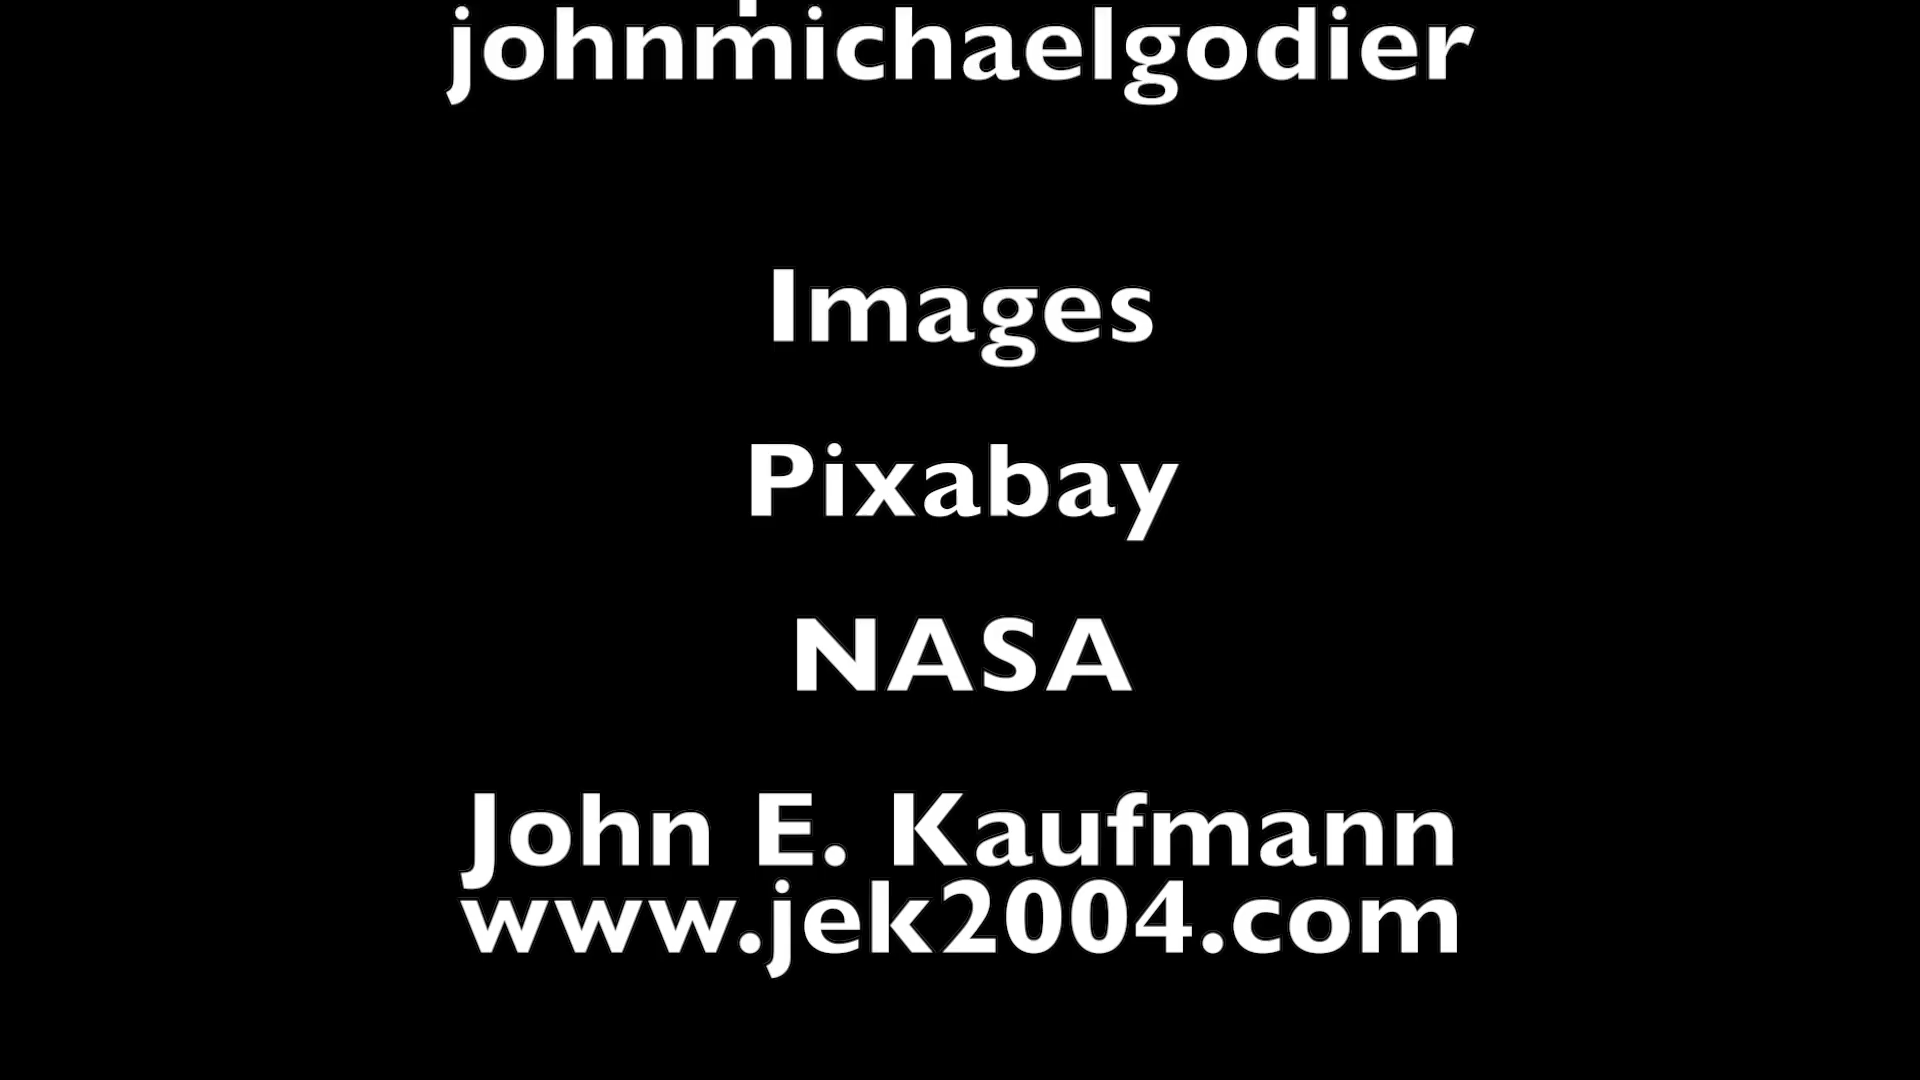 johnmichaelgodier
Images
Pixabay
NASA
John E. Kaufmann
www.jek2004.com